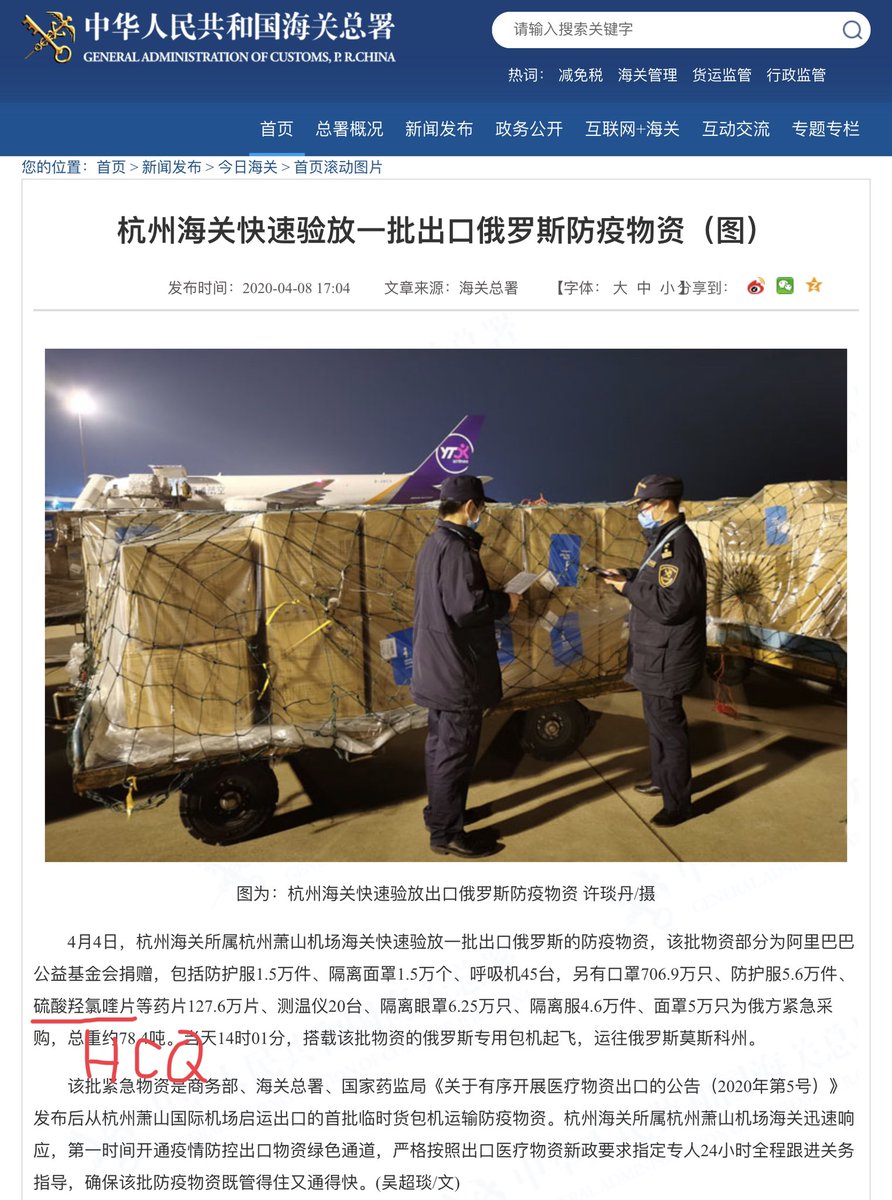 中华人民共和国海关总署
GENERAL ADMINISTRATION OF CUSTOMS, P. R.CHINA
请输入搜索关键字
热词： 减免税 海关管理 货运监管 行政监管
首页 总署概况 新闻发布 政务公开 互联网+海关 互动交流 专题专栏
您的位置：首页 > 新闻发布 > 今日海关 > 首页滚动图片
杭州海关快速验放一批出口俄罗斯防疫物资（图）
发布时间：2020-04-08 17:04 文章来源：海关总署 【字体： 大 中 小】分享到：
YTO
图为：杭州海关快速验放出口俄罗斯防疫物资 许琰丹/摄
4月4日，杭州海关所属杭州萧山机场海关快速验放一批出口俄罗斯的防疫物资，该批物资部分为阿里巴巴
公益基金会捐赠，包括防护服1.5万件、隔离面罩1.5万个、呼吸机45台，另有口罩706.9万只、防护服5.6万件、
硫酸羟氯喹片等药片127.6万片、测温仪20台、隔离眼罩6.25万只、隔离服4.6万件、面罩5万只为俄方紧急采
购，总重约78.4吨。当天14时01分，搭载该批物资的俄罗斯专用包机起飞，运往俄罗斯莫斯科州。
HCQ
该批紧急物资是商务部、海关总署、国家药监局《关于有序开展医疗物资出口的公告（2020年第5号）》
发布后从杭州萧山国际机场启运出口的首批临时货包机运输防疫物资。杭州海关所属杭州萧山机场海关迅速响
应，第一时间开通疫情防控出口物资绿色通道，严格按照出口医疗物资新政要求指定专人24小时全程跟进关务
指导，确保该批防疫物资既管得住又通得快。(吴超琰/文)